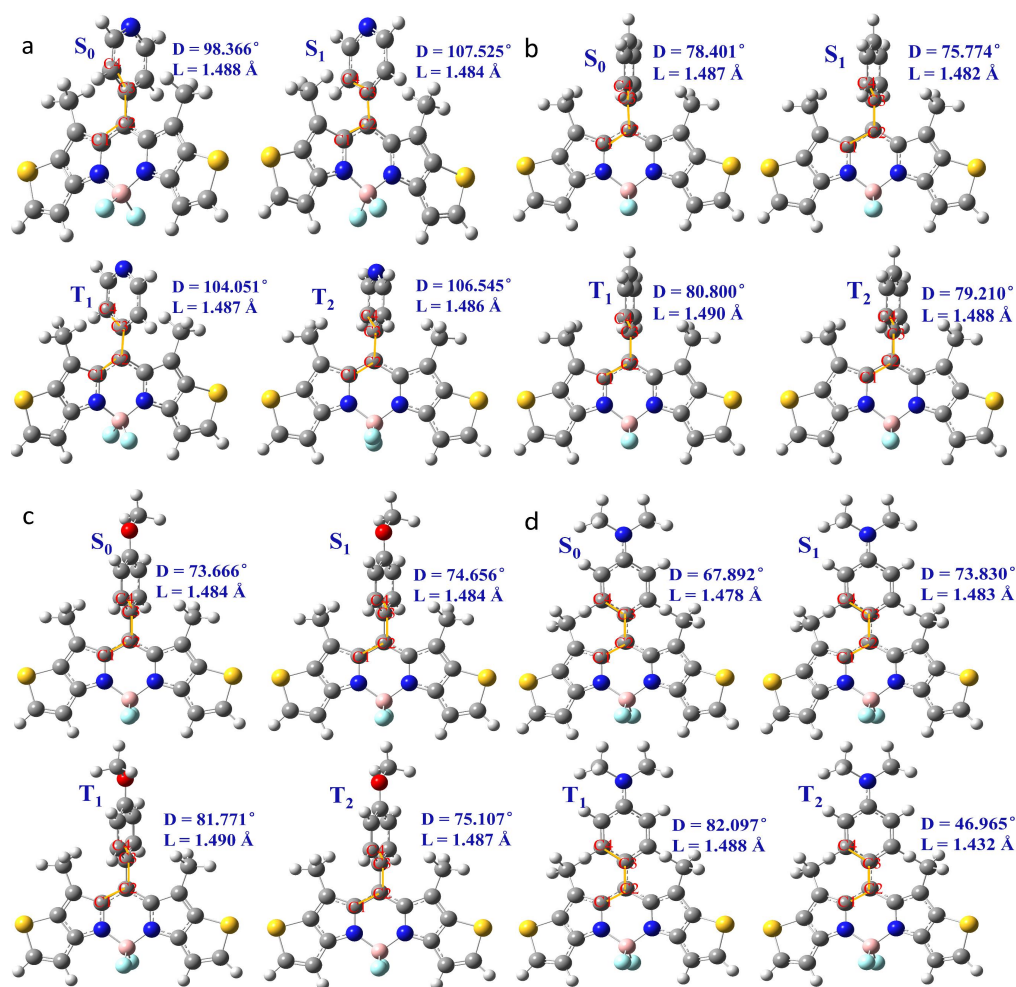 a
S0
D = 98.366°
L = 1.488 Å
S1
D = 107.525°
L = 1.484 Å
T1
D = 104.051°
L = 1.487 Å
T2
D = 106.545°
L = 1.486 Å
b
S0
D = 78.401°
L = 1.487 Å
S1
D = 75.774°
L = 1.482 Å
T1
D = 80.800°
L = 1.490 Å
T2
D = 79.210°
L = 1.488 Å
c
S0
D = 73.666°
L = 1.484 Å
S1
D = 74.656°
L = 1.484 Å
T1
D = 81.771°
L = 1.490 Å
T2
D = 75.107°
L = 1.487 Å
d
S0
D = 67.892°
L = 1.478 Å
S1
D = 73.830°
L = 1.483 Å
T1
D = 82.097°
L = 1.488 Å
T2
D = 46.965°
L = 1.432 Å